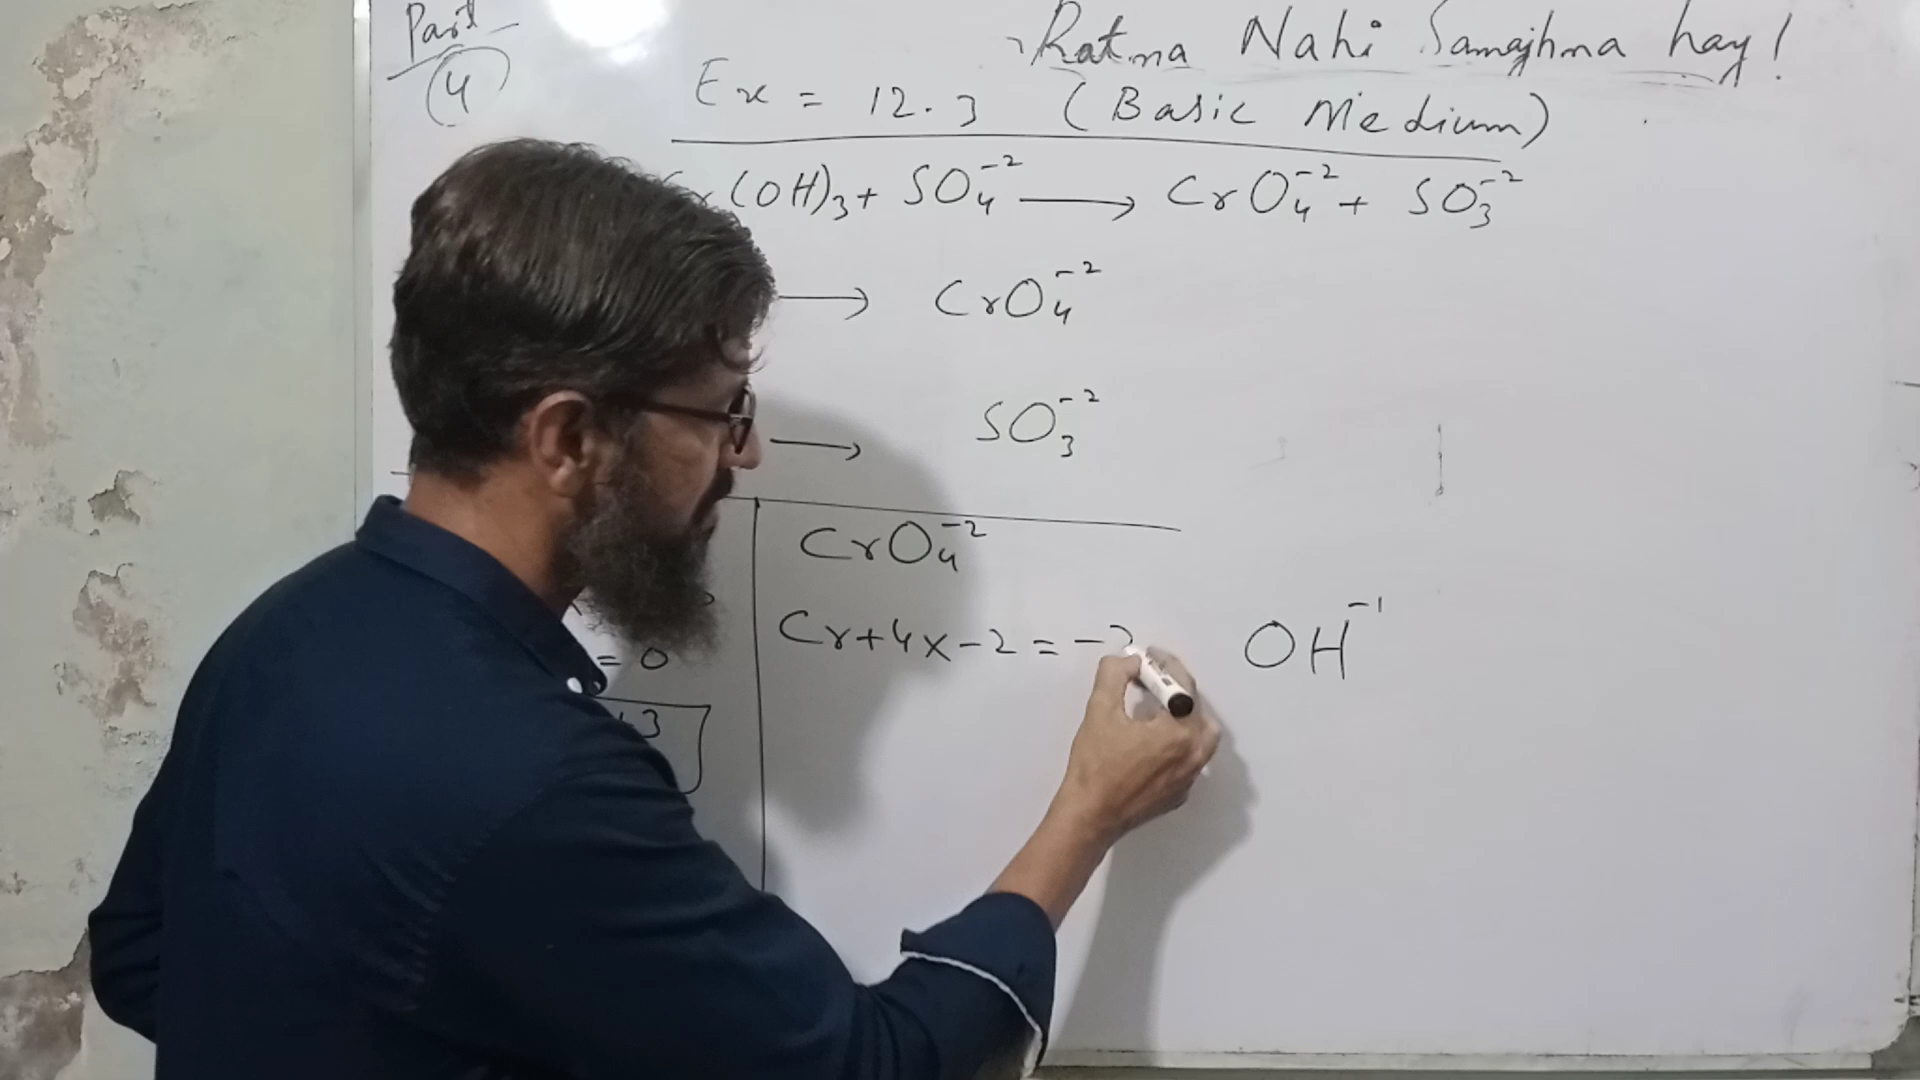 Part
(4)
Ratna Nahi Samajhna hay!
Ex = 12.3 (Basic Medium)
(OH)₃ + SO₄⁻² ⟶ CrO₄⁻² + SO₃⁻²
⟶ CrO₄⁻²
⟶ SO₃⁻²
CrO₄⁻²
Cr+4x-2 = -2
OH⁻¹
= 0
+3